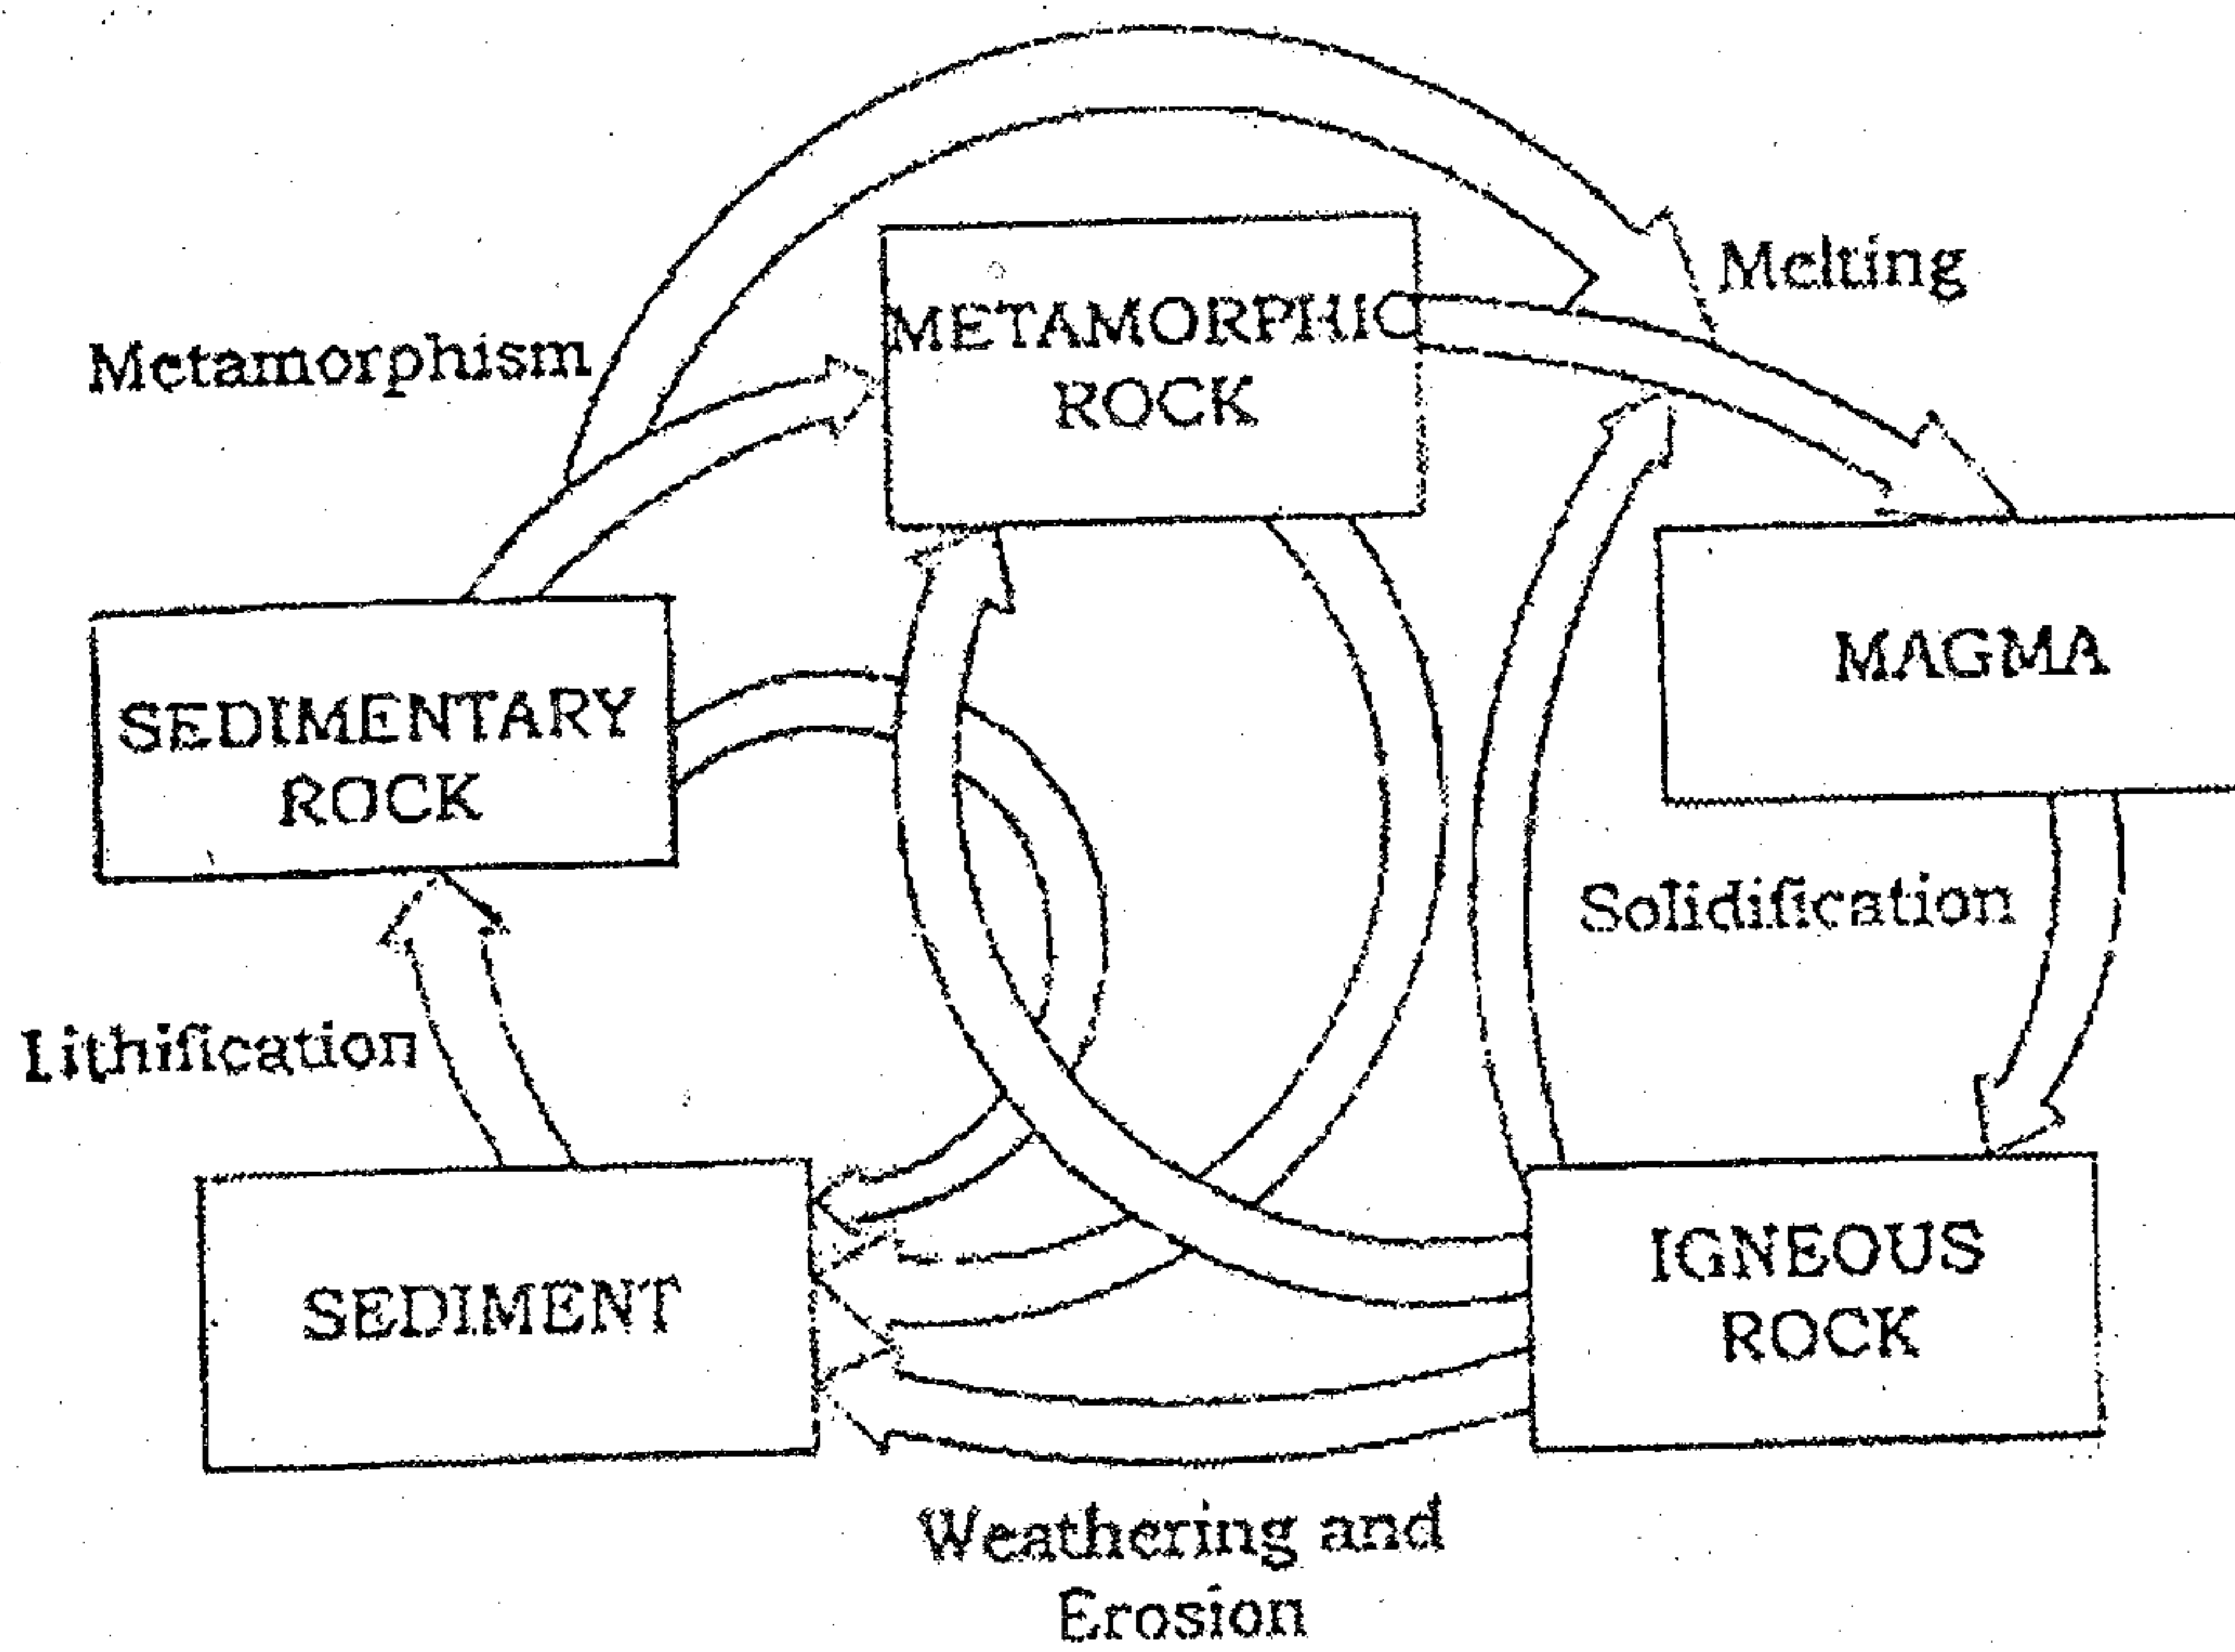 Melting
METAMORPHIC
ROCK
Metamorphism
MAGMA
SEDIMENTARY
ROCK
Solidification
Lithification
IGNEOUS
ROCK
SEDIMENT
Weathering and
Erosion